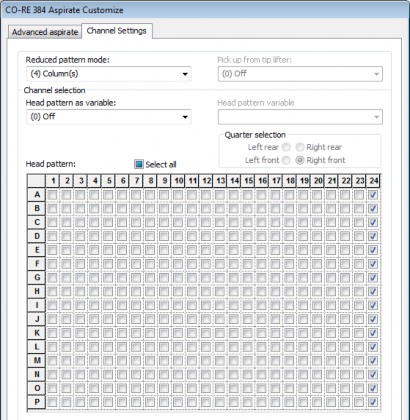 CO-RE 384 Aspirate Customize
Advanced aspirate Channel Settings
Reduced pattern mode: Pick up from tip lifter:
(4) Column(s) (0) Off
Channel selection
Head pattern as variable: Head pattern variable
(0) Off
Quarter selection
Left rear Right rear
Left front Right front
Head pattern: Select all
1 2 3 4 5 6 7 8 9 10 11 12 13 14 15 16 17 18 19 20 21 22 23 24
A
B
C
D
E
F
G
H
I
J
K
L
M
N
O
P